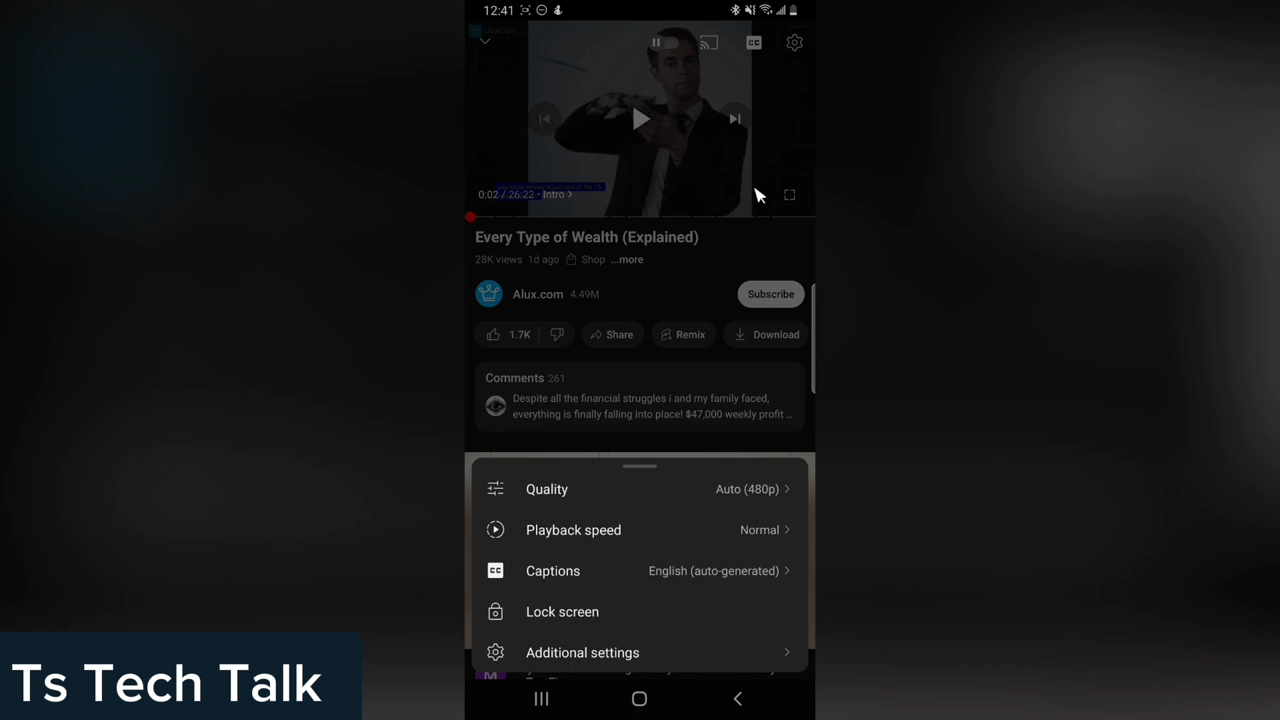 12:41
CC
0:02 / 26:22 • Intro >
Every Type of Wealth (Explained)
28K views 1d ago Shop ...more
Alux.com 4.49M
Subscribe
1.7K
Share
Remix
Download
Comments 261
Despite all the financial struggles i and my family faced,
everything is finally falling into place! $47,000 weekly profit ...
Quality Auto (480p)
Playback speed Normal
CC Captions English (auto-generated)
Lock screen
Additional settings
Ts Tech Talk